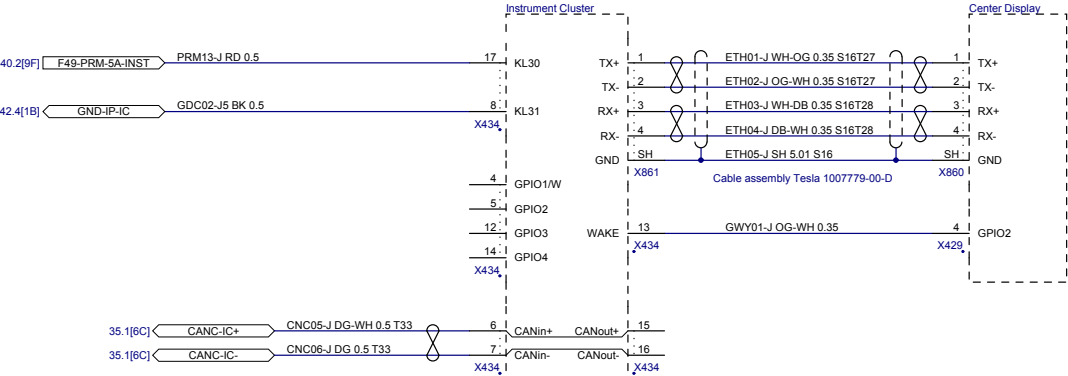 Instrument Cluster
Center Display
40.2[9F] F49-PRM-5A-INST PRM13-J RD 0.5 17 KL30 TX+ 1 ETH01-J WH-OG 0.35 S16T27 1 TX+
TX- 2 ETH02-J OG-WH 0.35 S16T27 2 TX-
42.4[1B] GND-IP-IC GDC02-J5 BK 0.5 8 KL31 RX+ 3 ETH03-J WH-DB 0.35 S16T28 3 RX+
X434
RX- 4 ETH04-J DB-WH 0.35 S16T28 4 RX-
GND SH ETH05-J SH 5.01 S16 SH GND
X861 Cable assembly Tesla 1007779-00-D X860
4 GPIO1/W
5 GPIO2
12 GPIO3 WAKE 13 GWY01-J OG-WH 0.35 4 GPIO2
X434 X429
14 GPIO4
X434
35.1[6C] CANC-IC+ CNC05-J DG-WH 0.5 T33 6 CANin+ CANout+ 15
35.1[6C] CANC-IC- CNC06-J DG 0.5 T33 7 CANin- CANout- 16
X434 X434